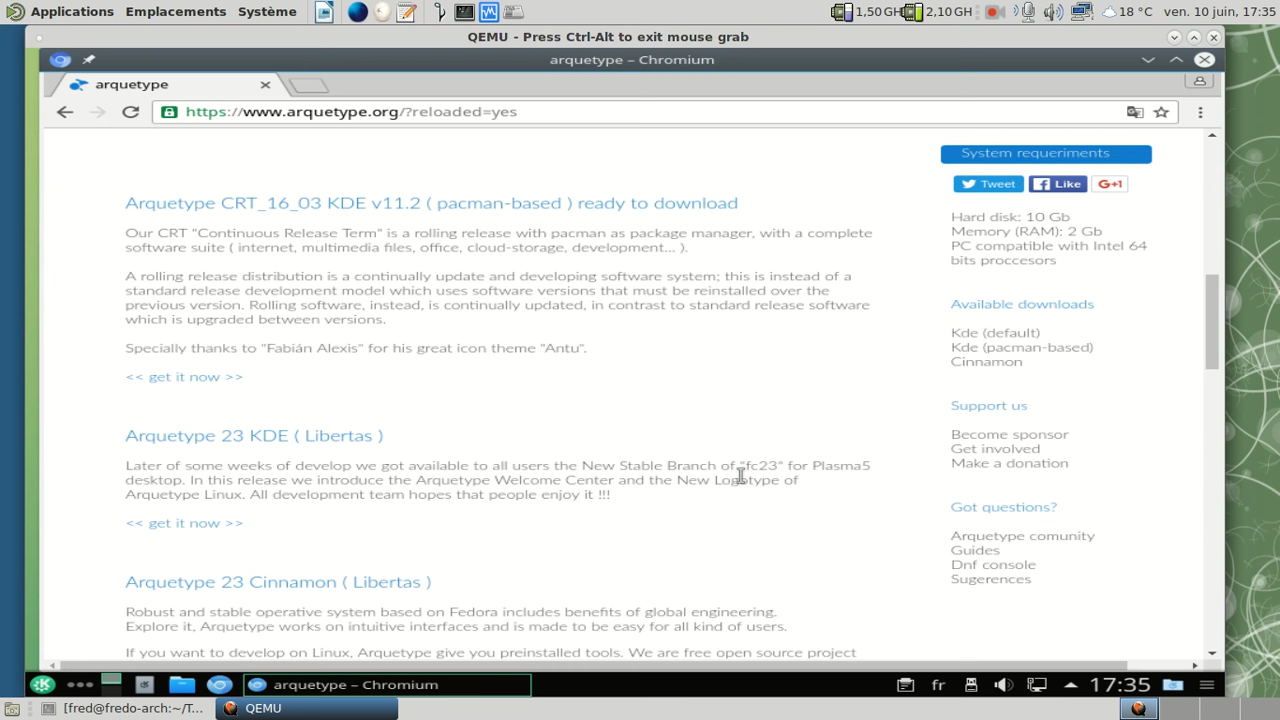 Applications Emplacements Système
1,50 GH 2,10 GH 18 °C ven. 10 juin, 17:35
QEMU - Press Ctrl-Alt to exit mouse grab
arquetype – Chromium
arquetype
https://www.arquetype.org/?reloaded=yes
Arquetype CRT_16_03 KDE v11.2 ( pacman-based ) ready to download
Our CRT "Continuous Release Term" is a rolling release with pacman as package manager, with a complete
software suite ( internet, multimedia files, office, cloud-storage, development... ).
A rolling release distribution is a continually update and developing software system; this is instead of a
standard release development model which uses software versions that must be reinstalled over the
previous version. Rolling software, instead, is continually updated, in contrast to standard release software
which is upgraded between versions.
Specially thanks to "Fabián Alexis" for his great icon theme "Antu".
<< get it now >>
Arquetype 23 KDE ( Libertas )
Later of some weeks of develop we got available to all users the New Stable Branch of "fc23" for Plasma5
desktop. In this release we introduce the Arquetype Welcome Center and the New Logotype of
Arquetype Linux. All development team hopes that people enjoy it !!!
<< get it now >>
Arquetype 23 Cinnamon ( Libertas )
Robust and stable operative system based on Fedora includes benefits of global engineering.
Explore it, Arquetype works on intuitive interfaces and is made to be easy for all kind of users.
If you want to develop on Linux, Arquetype give you preinstalled tools. We are free open source project
System requeriments
Tweet Like G+1
Hard disk: 10 Gb
Memory (RAM): 2 Gb
PC compatible with Intel 64
bits proccesors
Available downloads
Kde (default)
Kde (pacman-based)
Cinnamon
Support us
Become sponsor
Get involved
Make a donation
Got questions?
Arquetype comunity
Guides
Dnf console
Sugerences
arquetype – Chromium fr 17:35
[fred@fredo-arch:~/T... QEMU